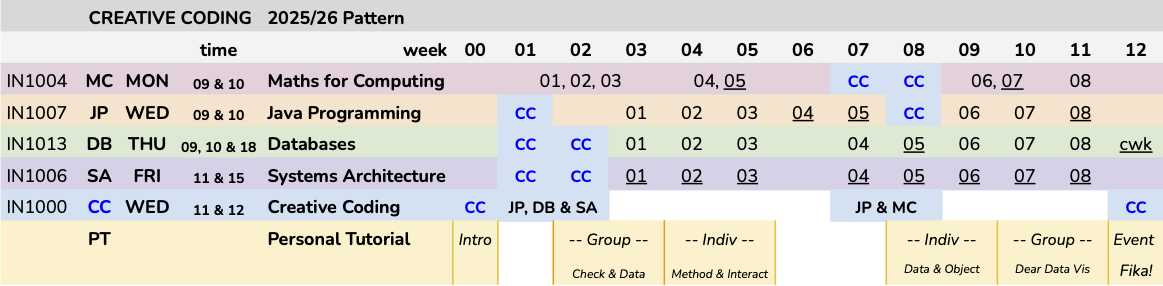 CREATIVE CODING 2025/26 Pattern
time week 00 01 02 03 04 05 06 07 08 09 10 11 12
IN1004 MC MON 09 & 10 Maths for Computing 01, 02, 03 04, 05 CC CC 06, 07 08
IN1007 JP WED 09 & 10 Java Programming CC 01 02 03 04 05 CC 06 07 08
IN1013 DB THU 09, 10 & 18 Databases CC CC 01 02 03 04 05 06 07 08 cwk
IN1006 SA FRI 11 & 15 Systems Architecture CC CC 01 02 03 04 05 06 07 08
IN1000 CC WED 11 & 12 Creative Coding CC JP, DB & SA JP & MC CC
PT Personal Tutorial Intro -- Group -- -- Indiv -- -- Indiv -- -- Group -- Event
Check & Data Method & Interact Data & Object Dear Data Vis Fika!